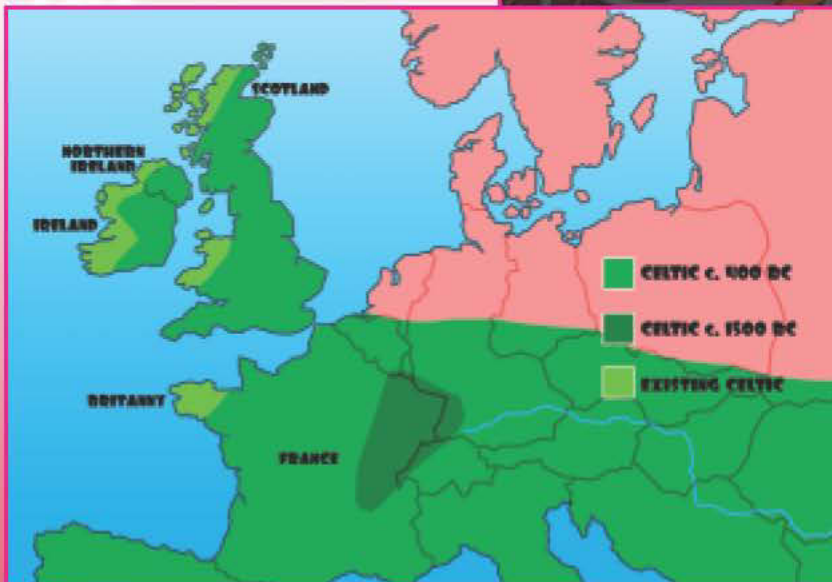 SCOTLAND
NORTHERN
IRELAND
IRELAND
CELTIC c. 400 BC
CELTIC c. 1500 BC
EXISTING CELTIC
BRITANNY
FRANCE